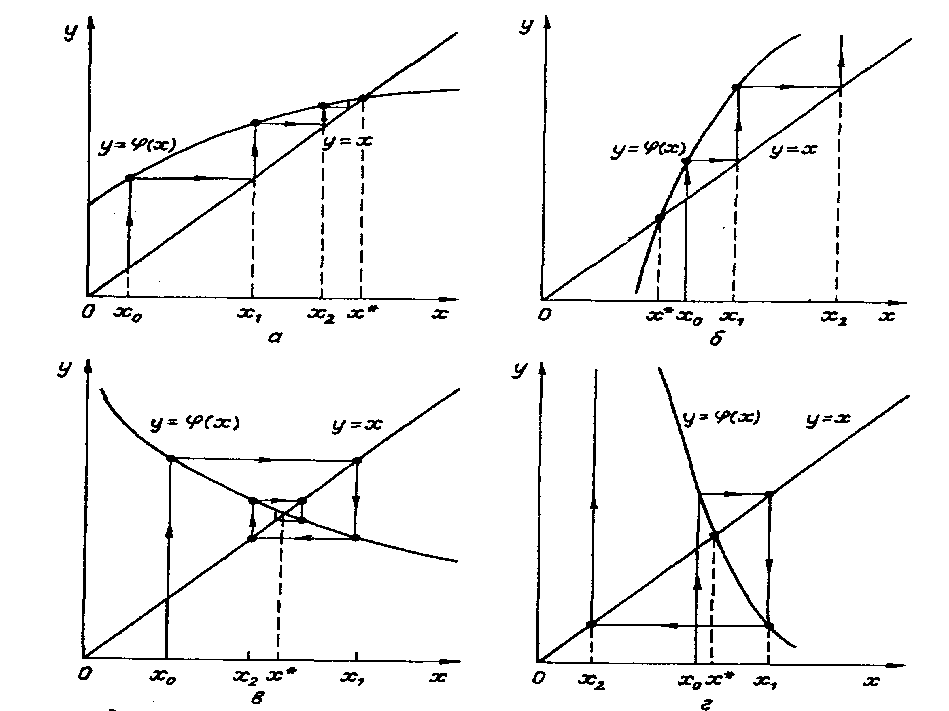 y
y = φ(x)
y = x
0 x₀ x₁ x₂ x* x
а
y
y = φ(x)
y = x
0 x* x₀ x₁ x₂ x
б
y
y = φ(x)
y = x
0 x₀ x₂ x* x₁ x
в
y
y = φ(x)
y = x
0 x₂ x₀ x* x₁ x
г